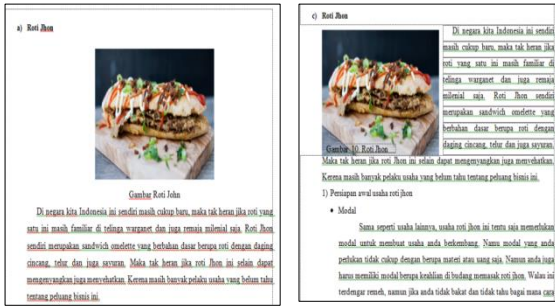 a) Roti Jhon
Gambar Roti John
Di negara kita Indonesia ini sendiri masih cukup baru, maka tak heran jika roti yang
satu ini masih familiar di telinga warganet dan juga remaja milenial saja. Roti Jhon
sendiri merupakan sandwich omelette yang berbahan dasar berupa roti dengan daging
cincang, telur dan juga sayuran. Maka tak heran jika roti Jhon ini selain dapat
mengenyangkan juga menyehatkan. Kerena masih banyak pelaku usaha yang belum tahu
tentang peluang bisnis ini.
c) Roti Jhon
Di negara kita Indonesia ini sendiri
masih cukup baru, maka tak heran jika
roti yang satu ini masih familiar di
telinga warganet dan juga remaja
milenial saja. Roti Jhon sendiri
merupakan sandwich omelette yang
berbahan dasar berupa roti dengan
daging cincang, telur dan juga sayuran.
Gambar 10. Roti Jhon
Maka tak heran jika roti Jhon ini selain dapat mengenyangkan juga menyehatkan.
Kerena masih banyak pelaku usaha yang belum tahu tentang peluang bisnis ini.
1) Persiapan awal usaha roti jhon
• Modal
Sama seperti usaha lainnya, usaha roti jhon ini tentu saja memerlukan
modal untuk membuat usaha anda berkembang. Namu modal yang anda
perlukan tidak cukup dengan berupa materi atau uang saja. Namun anda juga
harus memiliki modal berupa keahlian di bidang memasak roti jhon. Walau ini
terdengar remeh, namun jika anda tidak bakat dan tidak tahu bagai mana cara